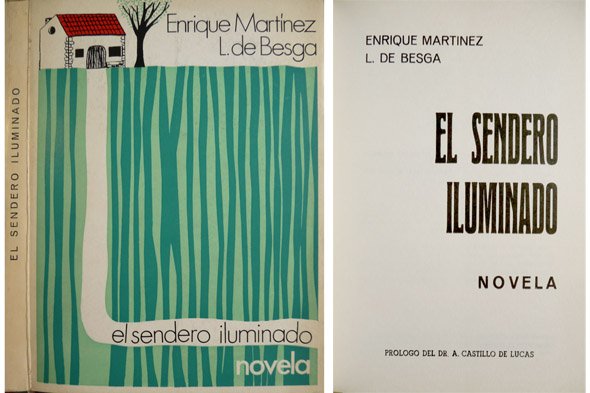 EL SENDERO ILUMINADO
Enrique Martínez
L. de Besga
el sendero iluminado
novela
ENRIQUE MARTINEZ
L. DE BESGA
EL SENDERO
ILUMINADO
NOVELA
PROLOGO DEL DR. A. CASTILLO DE LUCAS